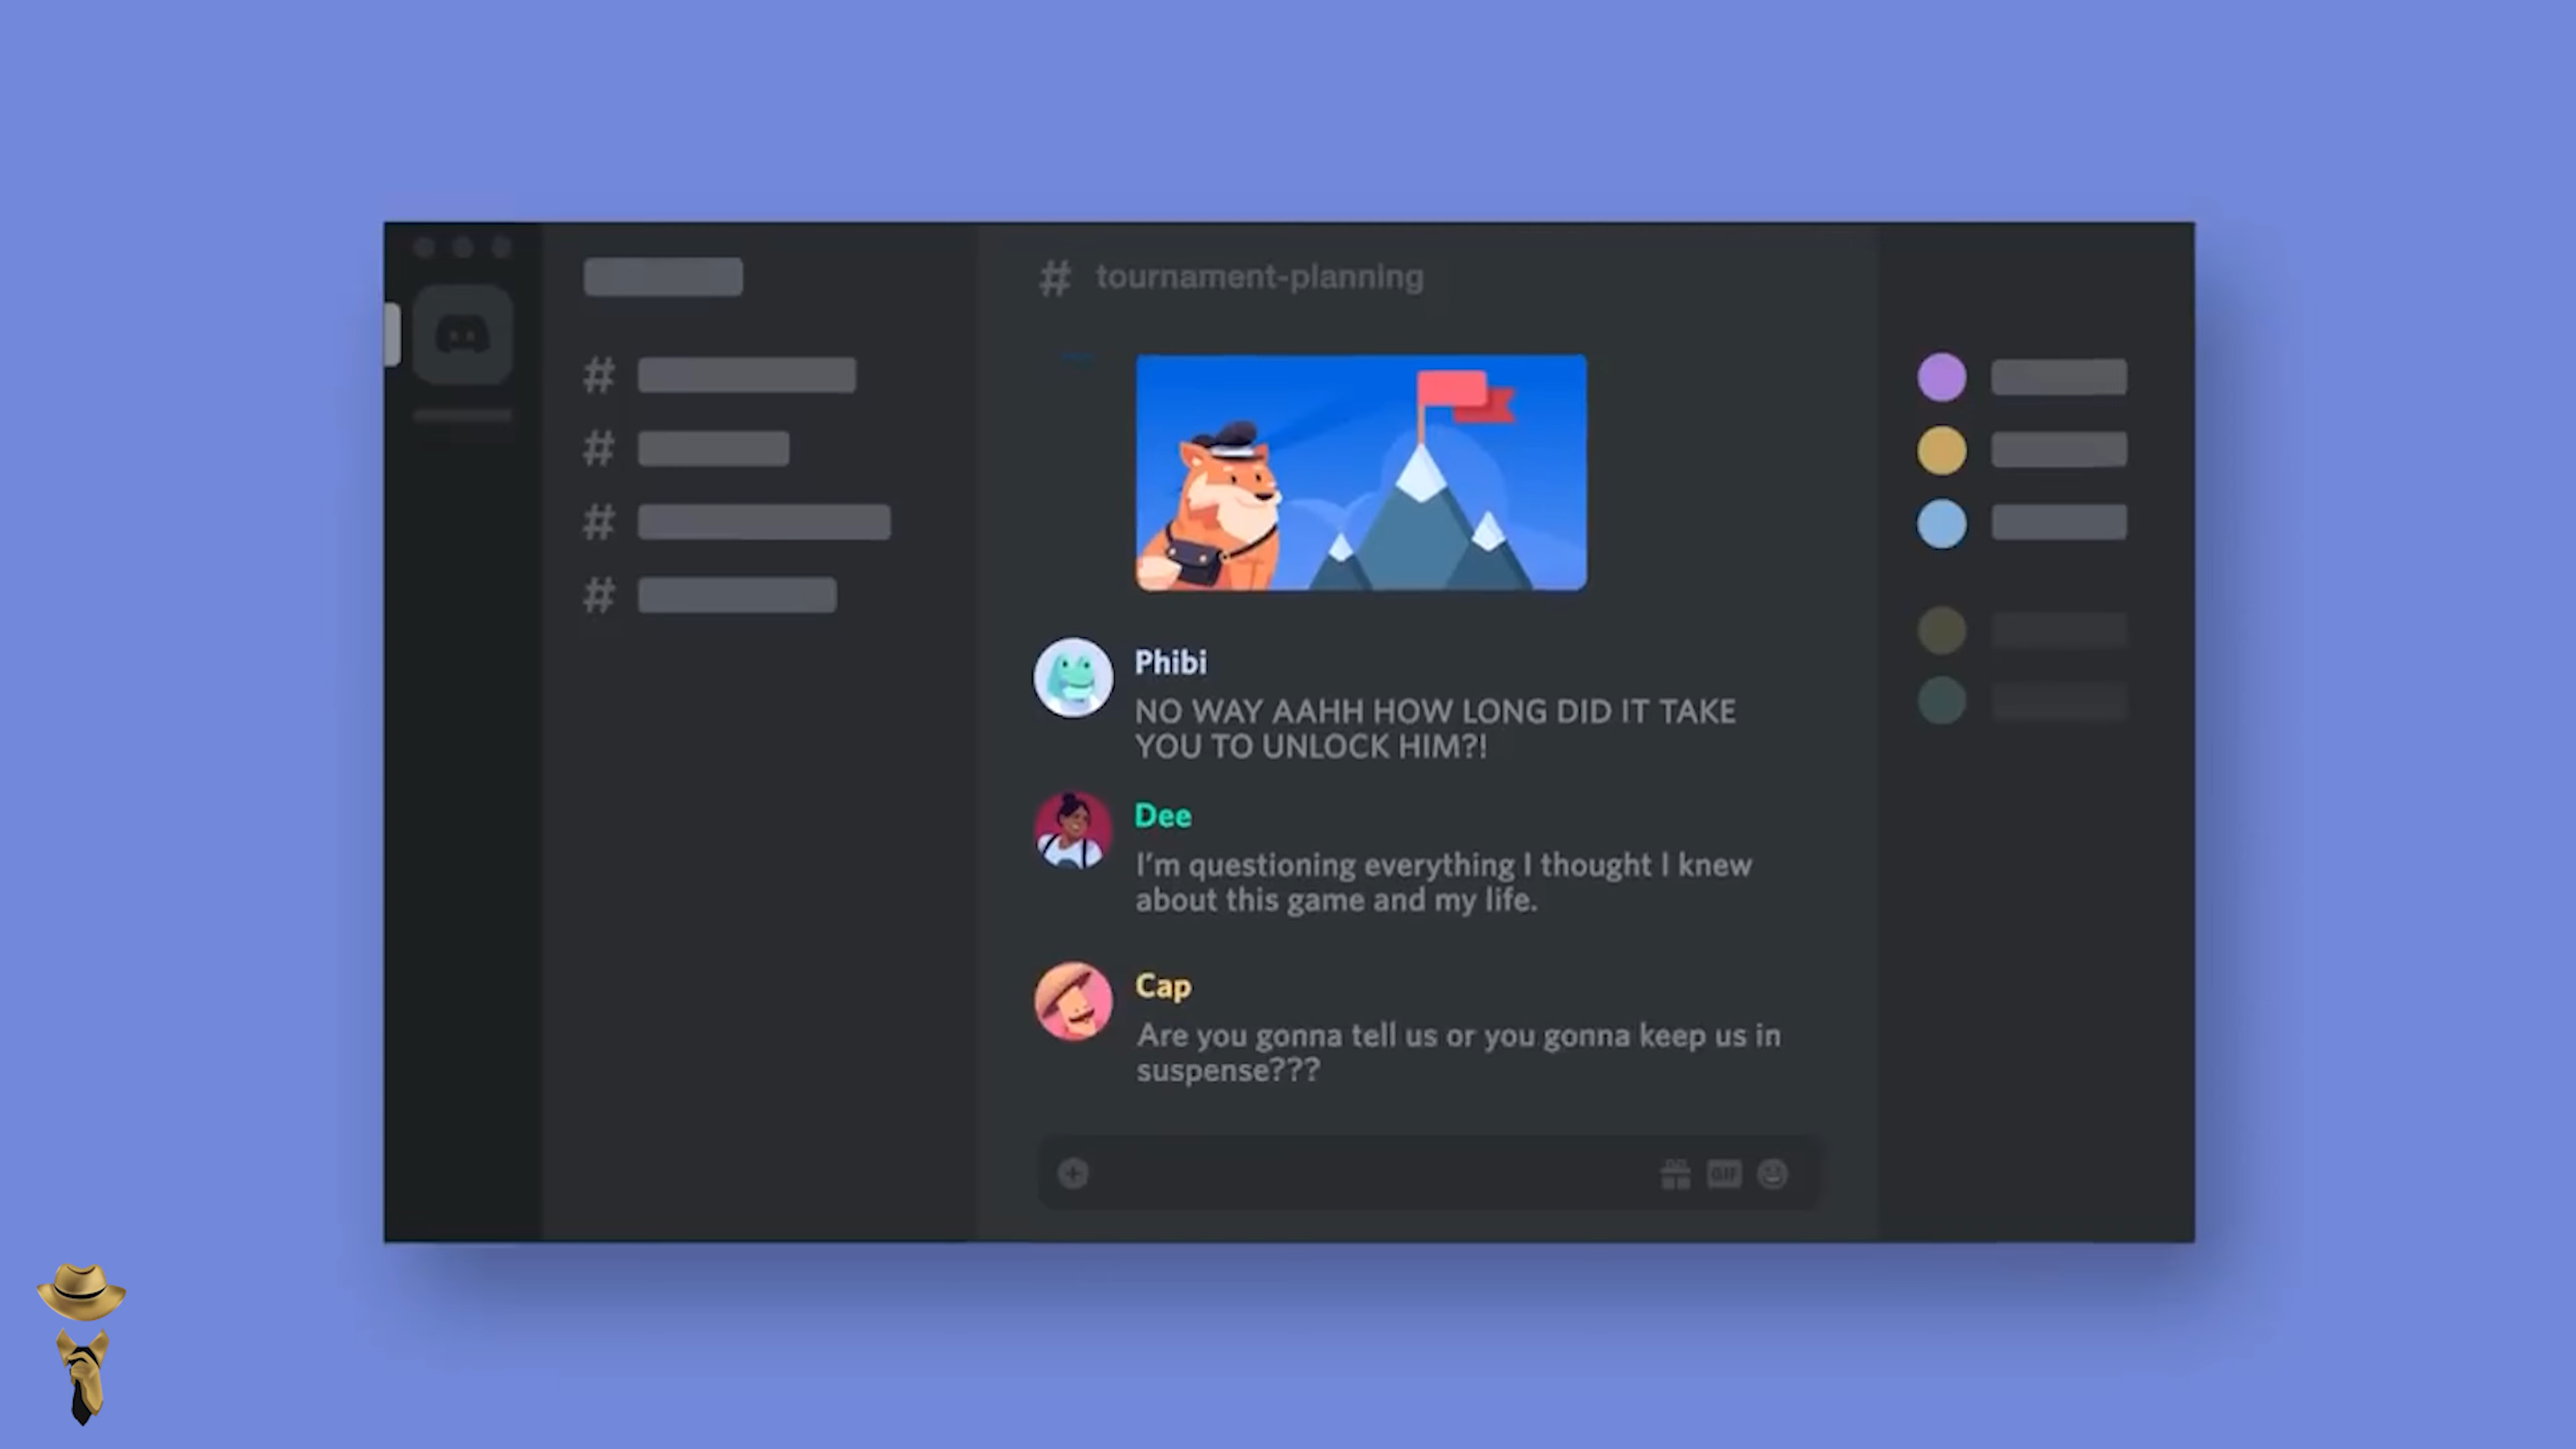 # tournament-planning
#
#
#
#
Phibi
NO WAY AAHH HOW LONG DID IT TAKE
YOU TO UNLOCK HIM?!
Dee
I'm questioning everything I thought I knew
about this game and my life.
Cap
Are you gonna tell us or you gonna keep us in
suspense???
GIF